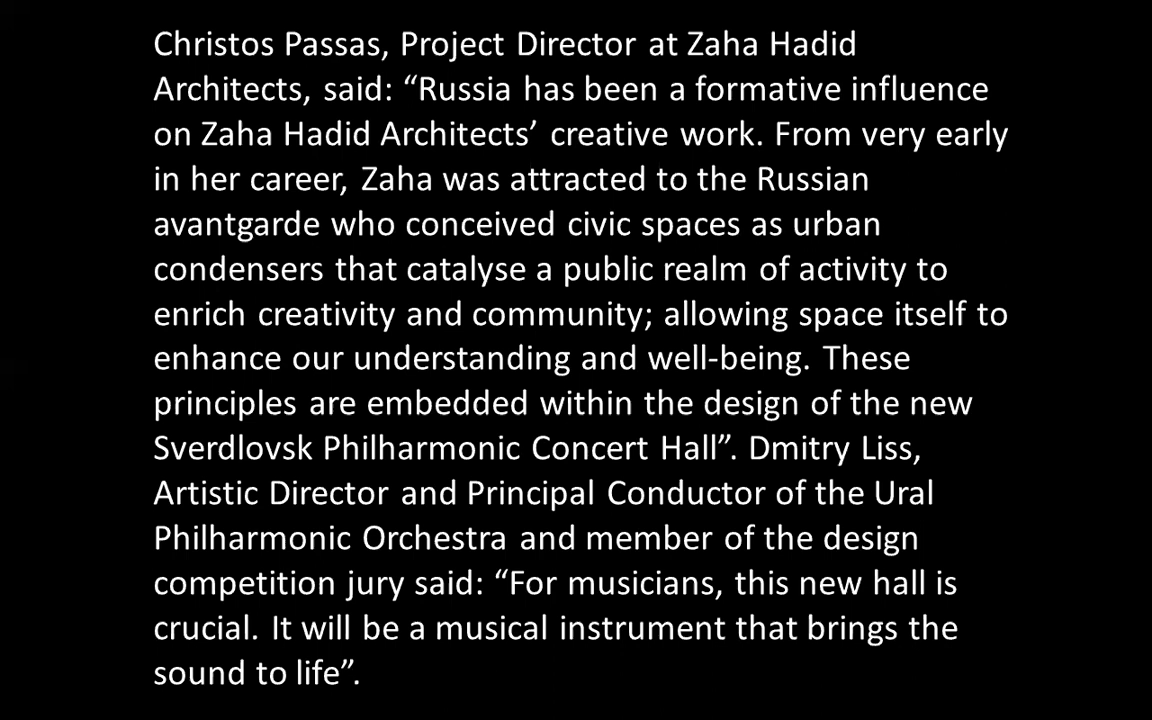 Christos Passas, Project Director at Zaha Hadid
Architects, said: “Russia has been a formative influence
on Zaha Hadid Architects’ creative work. From very early
in her career, Zaha was attracted to the Russian
avantgarde who conceived civic spaces as urban
condensers that catalyse a public realm of activity to
enrich creativity and community; allowing space itself to
enhance our understanding and well-being. These
principles are embedded within the design of the new
Sverdlovsk Philharmonic Concert Hall”. Dmitry Liss,
Artistic Director and Principal Conductor of the Ural
Philharmonic Orchestra and member of the design
competition jury said: “For musicians, this new hall is
crucial. It will be a musical instrument that brings the
sound to life”.